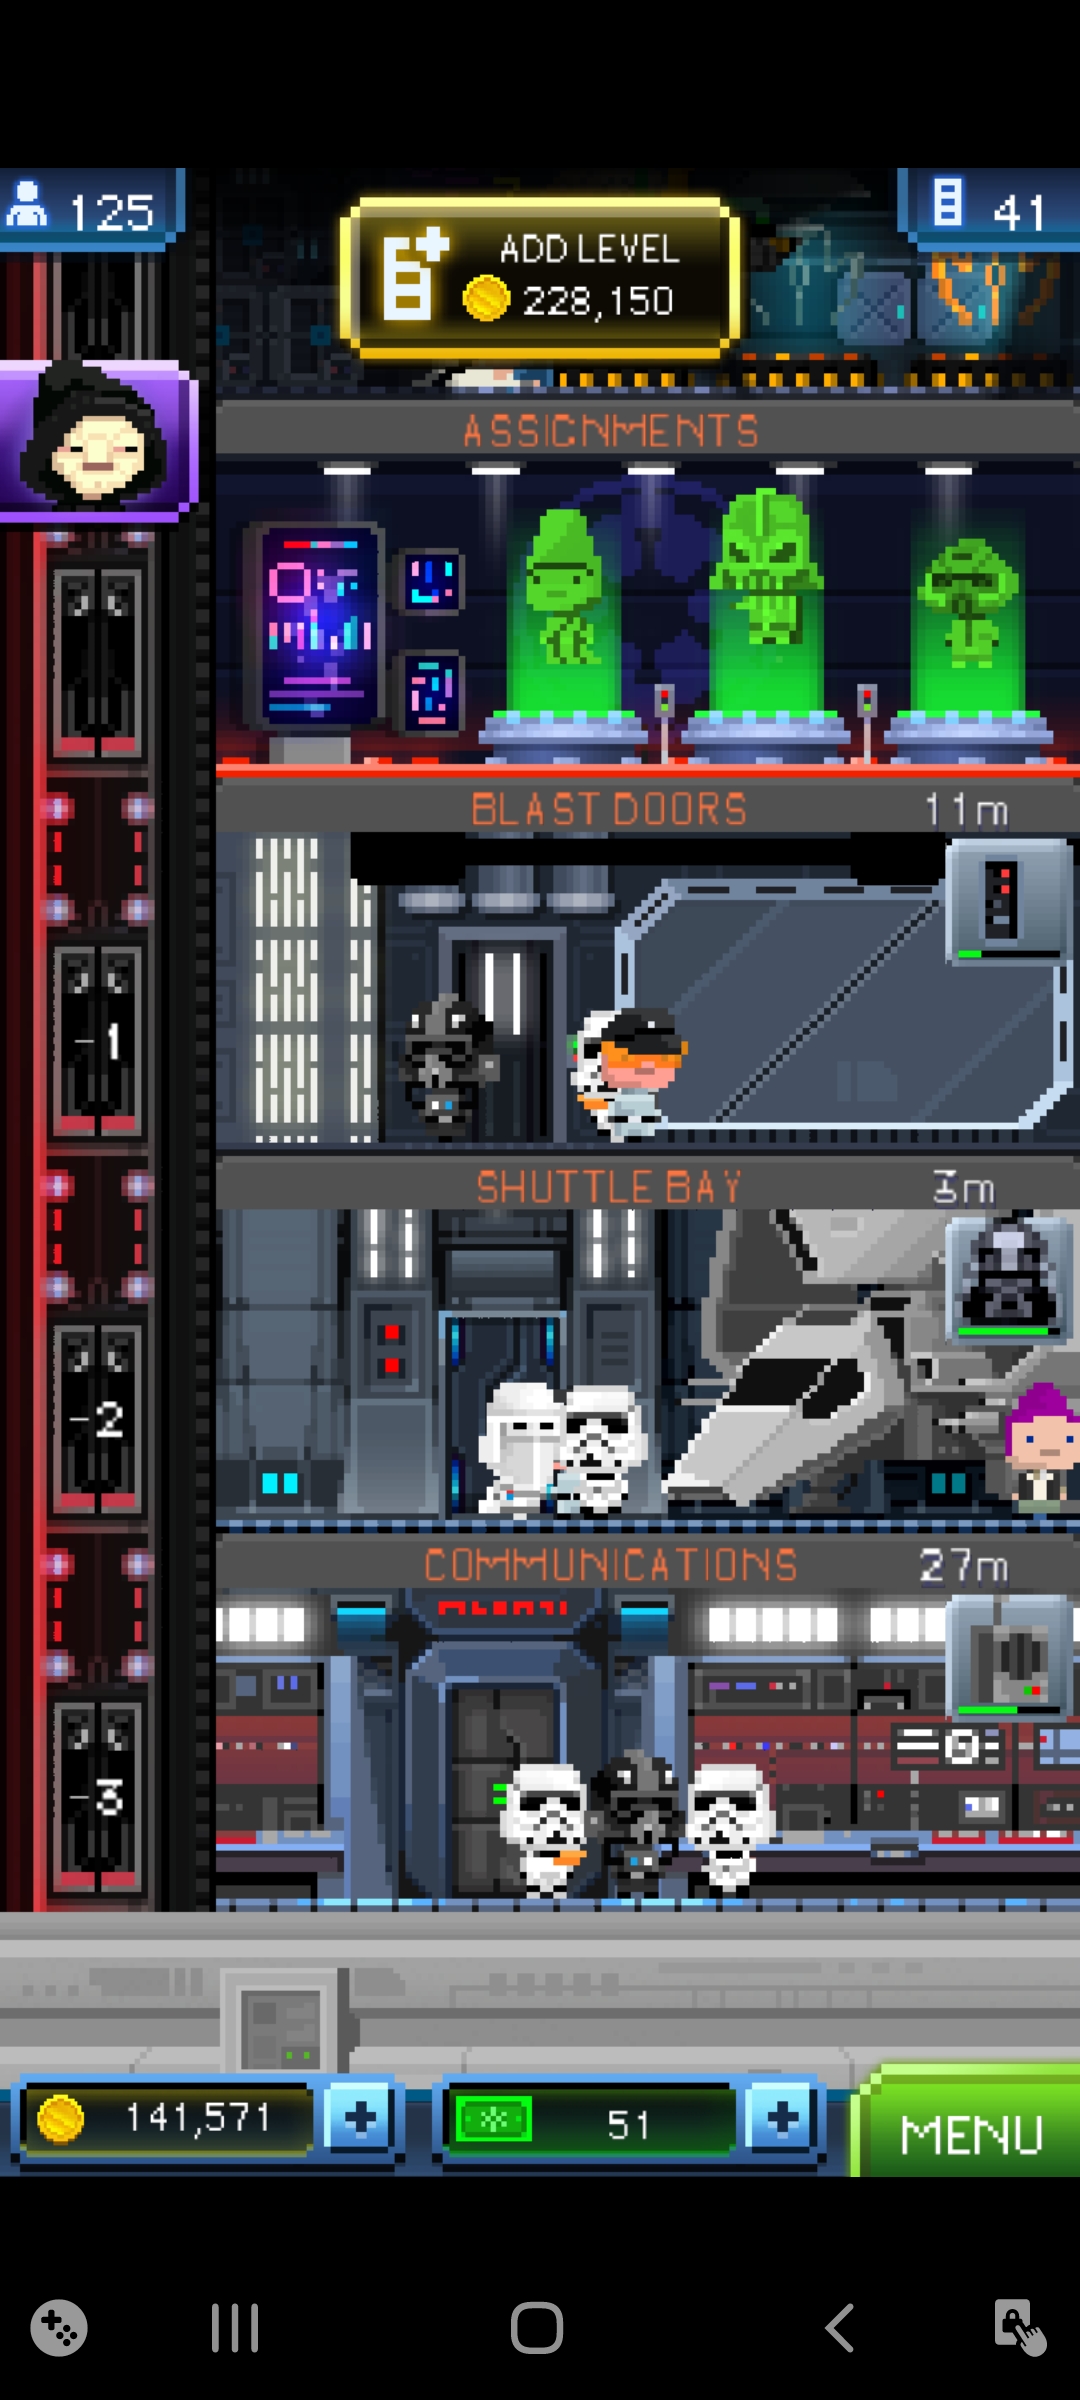 125
ADD LEVEL
228,150
41
ASSIGNMENTS
BLAST DOORS 11m
-1
SHUTTLE BAY 3m
-2
COMMUNICATIONS 27m
-3
141,571
51
MENU